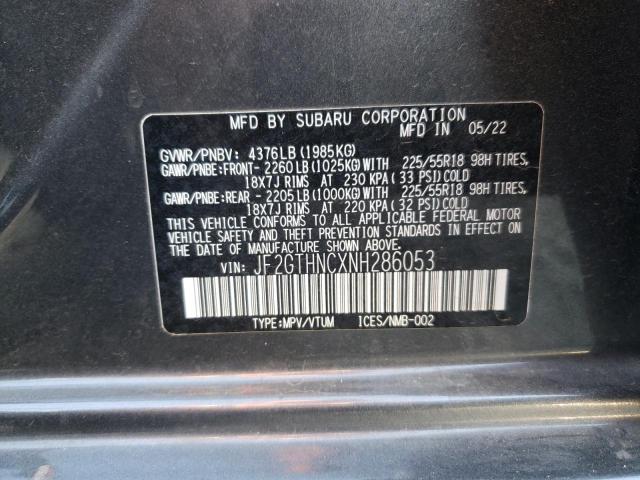 MFD BY SUBARU CORPORATION
MFD IN 05/22
GVWR/PNBV: 4376LB(1985KG)
GAWR/PNBE:FRONT-2260LB(1025KG)WITH 225/55R18 98H TIRES,
18X7J RIMS AT 230 KPA(33 PSI)COLD
GAWR/PNBE:REAR -2205LB(1000KG)WITH 225/55R18 98H TIRES,
18X7J RIMS AT 220 KPA(32 PSI)COLD
THIS VEHICLE CONFORMS TO ALL APPLICABLE FEDERAL MOTOR
VEHICLE SAFETY AND THEFT PREVENTION STANDARDS IN EFFECT ON
THE DATE OF MANUFACTURE SHOWN ABOVE.
VIN: JF2GTHNCXNH286053
TYPE:MPV/VTUM ICES/NMB-002